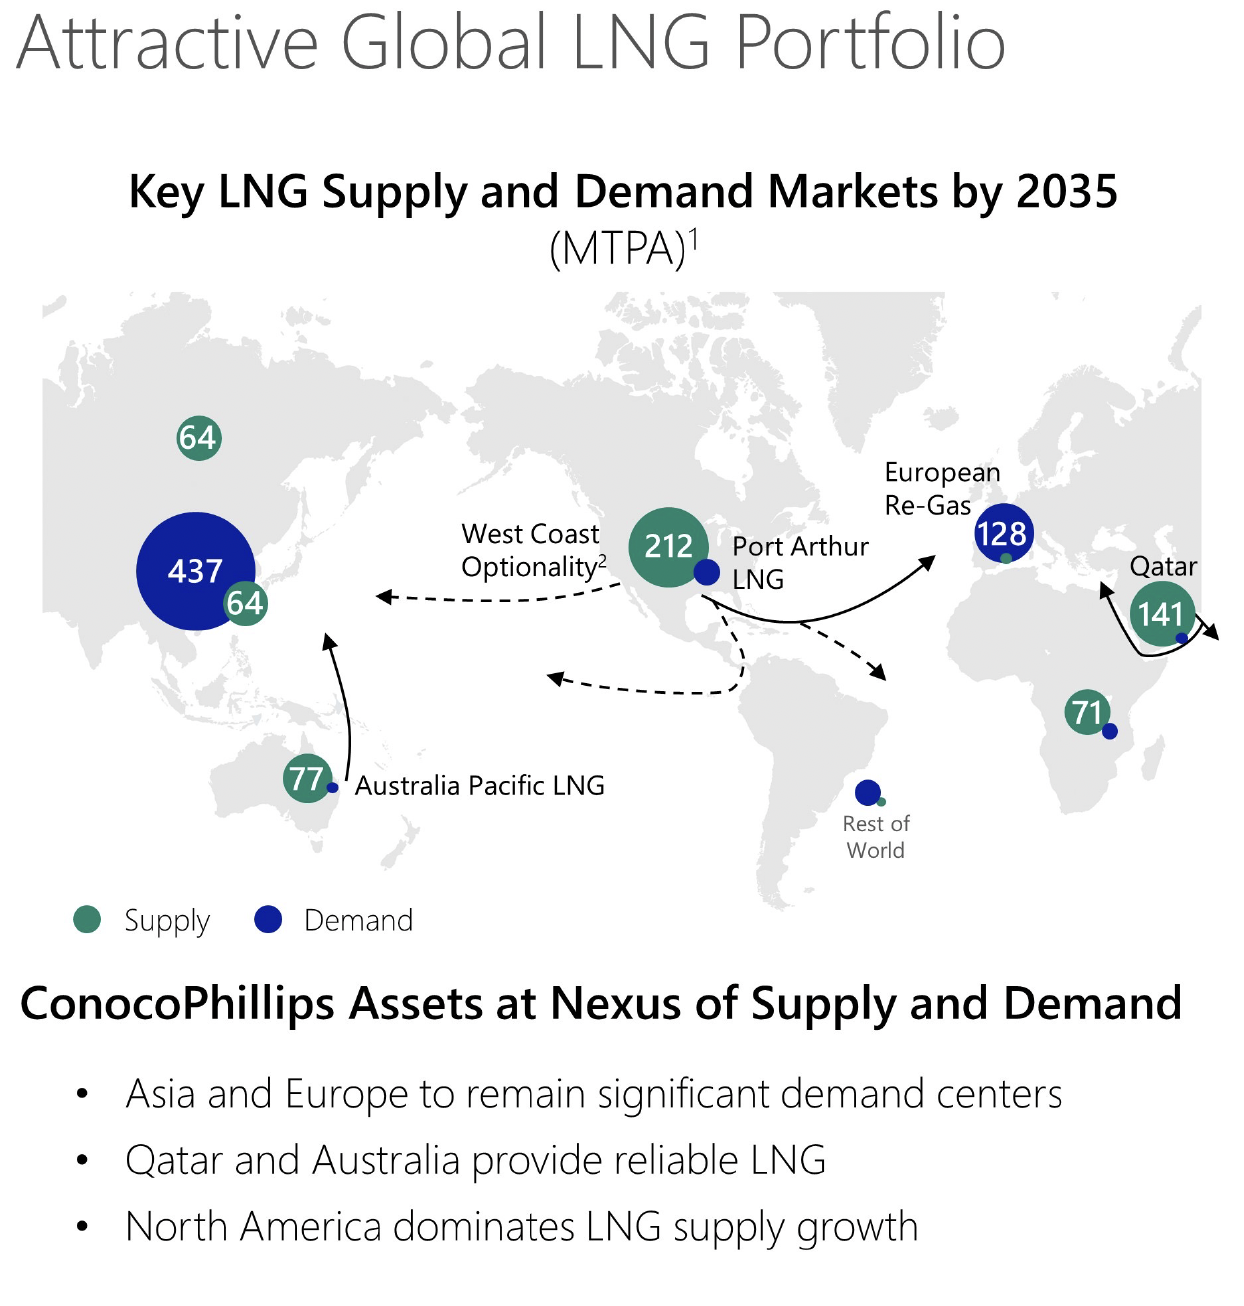 Attractive Global LNG Portfolio
Key LNG Supply and Demand Markets by 2035
(MTPA)¹
64
437
64
West Coast
Optionality²
212
Port Arthur
LNG
European
Re-Gas
128
Qatar
141
71
77
Australia Pacific LNG
Rest of
World
Supply
Demand
ConocoPhillips Assets at Nexus of Supply and Demand
• Asia and Europe to remain significant demand centers
• Qatar and Australia provide reliable LNG
• North America dominates LNG supply growth